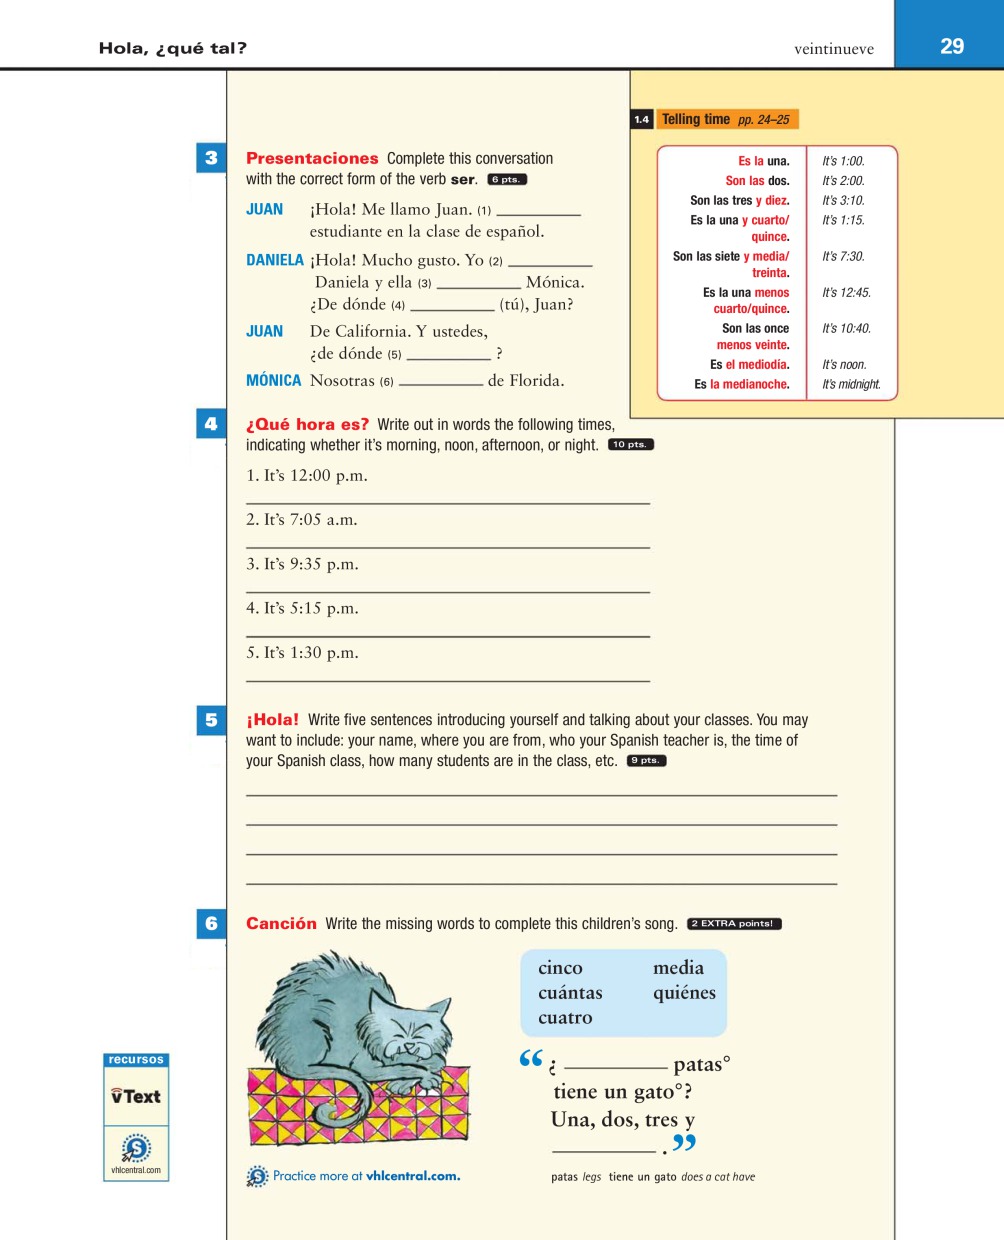 Hola, ¿qué tal?
veintinueve
29
1.4 Telling time pp. 24–25
Es la una. It's 1:00.
Son las dos. It's 2:00.
Son las tres y diez. It's 3:10.
Es la una y cuarto/ It's 1:15.
quince.
Son las siete y media/ It's 7:30.
treinta.
Es la una menos It's 12:45.
cuarto/quince.
Son las once It's 10:40.
menos veinte.
Es el mediodía. It's noon.
Es la medianoche. It's midnight.
3 Presentaciones Complete this conversation
with the correct form of the verb ser. 6 pts.
JUAN ¡Hola! Me llamo Juan. (1) ___________
estudiante en la clase de español.
DANIELA ¡Hola! Mucho gusto. Yo (2) ___________
Daniela y ella (3) ___________ Mónica.
¿De dónde (4) ___________ (tú), Juan?
JUAN De California. Y ustedes,
¿de dónde (5) ___________ ?
MÓNICA Nosotras (6) ___________ de Florida.
4 ¿Qué hora es? Write out in words the following times,
indicating whether it's morning, noon, afternoon, or night. 10 pts.
1. It's 12:00 p.m.
2. It's 7:05 a.m.
3. It's 9:35 p.m.
4. It's 5:15 p.m.
5. It's 1:30 p.m.
5 ¡Hola! Write five sentences introducing yourself and talking about your classes. You may
want to include: your name, where you are from, who your Spanish teacher is, the time of
your Spanish class, how many students are in the class, etc. 9 pts.
6 Canción Write the missing words to complete this children's song. 2 EXTRA points!
cinco media
cuántas quiénes
cuatro
“¿ ___________ patas°
tiene un gato°?
Una, dos, tres y
___________ .”
patas legs tiene un gato does a cat have
Practice more at vhlcentral.com.
recursos
vText
S
vhlcentral.com